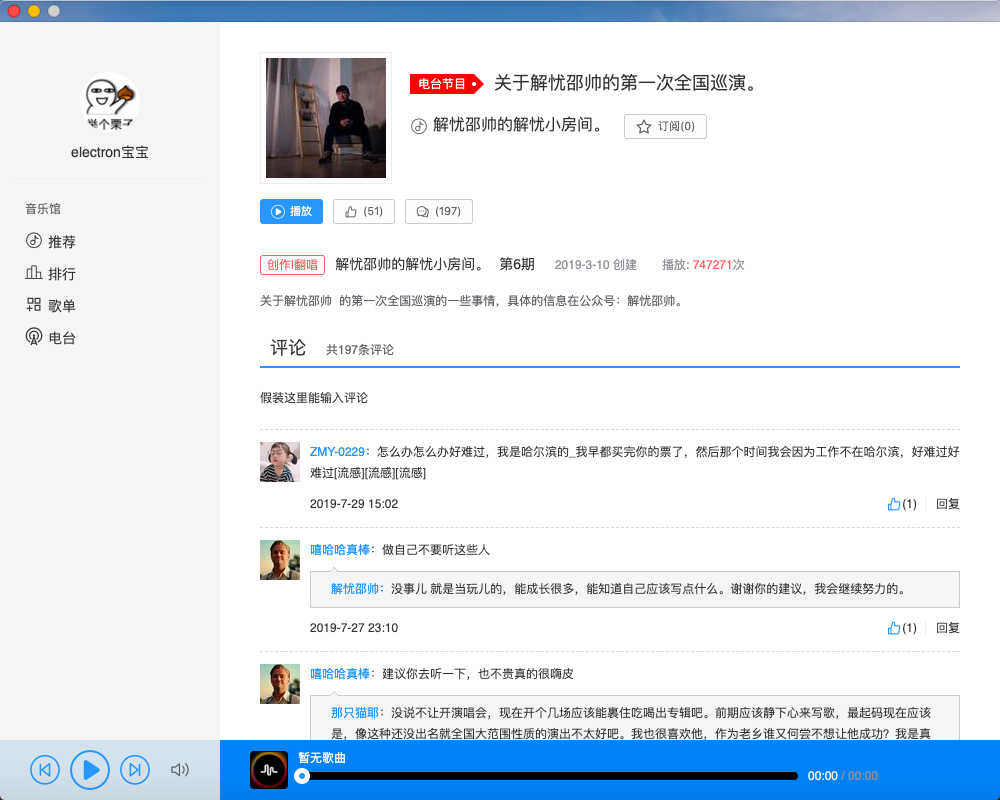 举个栗子
electron宝宝
音乐馆
推荐
排行
歌单
电台
电台节目
关于解忧邵帅的第一次全国巡演。
解忧邵帅的解忧小房间。
订阅(0)
播放
(51)
(197)
创作|翻唱 解忧邵帅的解忧小房间。 第6期 2019-3-10 创建 播放: 747271次
关于解忧邵帅 的第一次全国巡演的一些事情，具体的信息在公众号：解忧邵帅。
评论 共197条评论
假装这里能输入评论
ZMY-0229：怎么办怎么办好难过，我是哈尔滨的_我早都买完你的票了，然后那个时间我会因为工作不在哈尔滨，好难过好
难过[流感][流感][流感]
2019-7-29 15:02 (1) 回复
嘻哈哈真棒：做自己不要听这些人
解忧邵帅：没事儿 就是当玩儿的，能成长很多，能知道自己应该写点什么。谢谢你的建议，我会继续努力的。
2019-7-27 23:10 (1) 回复
嘻哈哈真棒：建议你去听一下，也不贵真的很嗨皮
那只猫耶：没说不让开演唱会，现在开个几场应该能裹住吃喝出专辑吧。前期应该静下心来写歌，最起码现在应该
是，像这种还没出名就全国大范围性质的演出不太好吧。我也很喜欢他，作为老乡谁又何尝不想让他成功？我是真
暂无歌曲
00:00 / 00:00